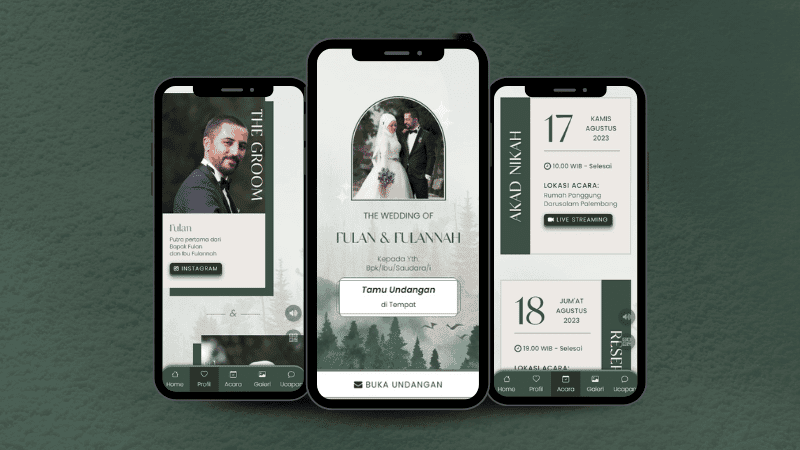 THE GROOM
Fulan
Putra pertama dari
Bapak Fulan
dan Ibu Fulannah
INSTAGRAM
&
Home Profil Acara Galeri Ucapan
THE WEDDING OF
FULAN & FULANNAH
Kepada Yth.
Bpk/Ibu/Saudara/i
Tamu Undangan
di Tempat
BUKA UNDANGAN
AKAD NIKAH
17
KAMIS
AGUSTUS
2023
10.00 WIB - Selesai
LOKASI ACARA:
Rumah Panggung
Darusalam Palembang
LIVE STREAMING
18
JUM'AT
AGUSTUS
2023
19.00 WIB - Selesai
LOKASI ACARA:
RESE
Home Profil Acara Galeri Ucapan